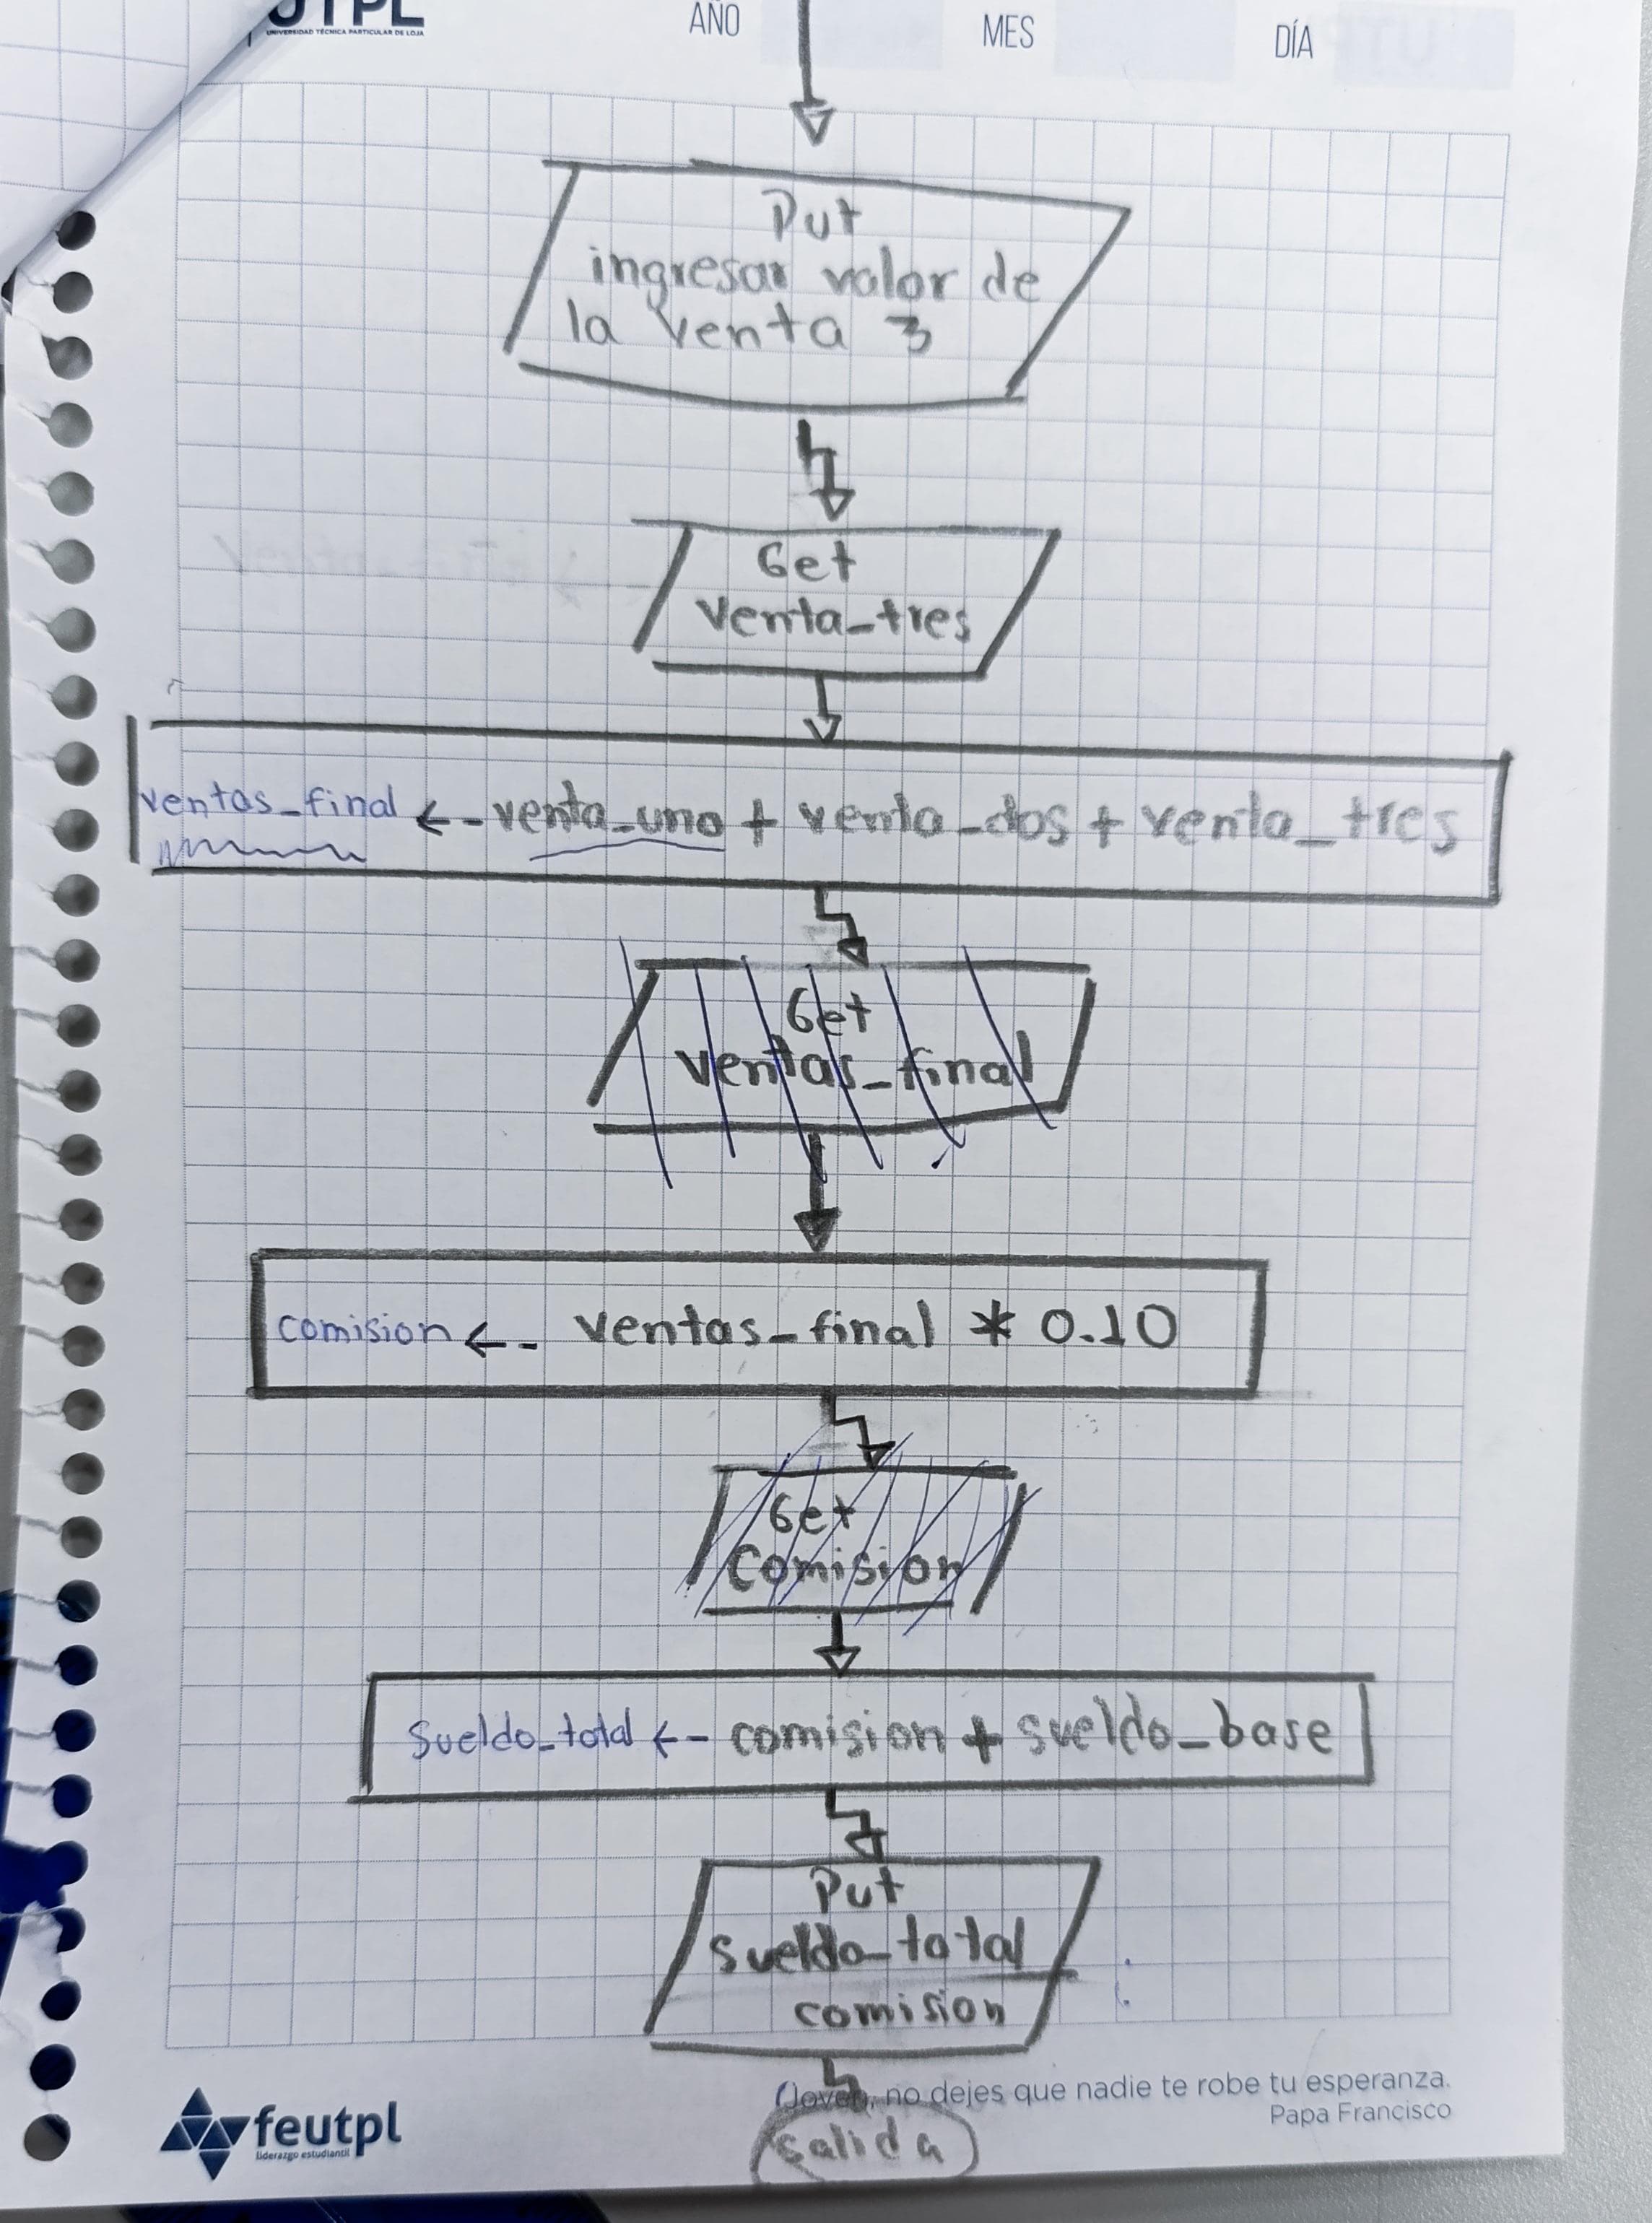 UTPL
UNIVERSIDAD TÉCNICA PARTICULAR DE LOJA
AÑO
MES
DÍA
Put
ingresar valor de
la venta 3
Get
venta_tres
ventas_final <-- venta_uno + venta_dos + venta_tres
Get
ventas_final
comision <-- ventas_final * 0.10
Get
Comision
sueldo_total <-- comision + sueldo_base
Put
sueldo_total
comision
Joven, no dejes que nadie te robe tu esperanza.
Papa Francisco
feutpl
liderazgo estudiantil
salida